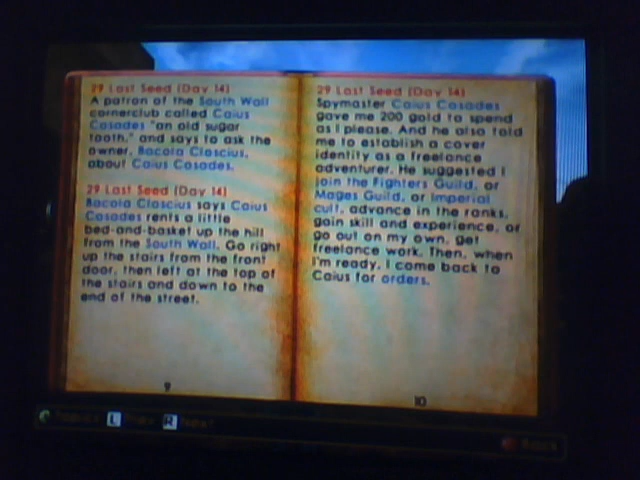 29 Last Seed (Day 14)
A patron of the South Wall
cornerclub called Caius
Cosades "an old sugar
tooth," and says to ask the
owner, Bacola Closcius,
about Caius Cosades.
29 Last Seed (Day 14)
Bacola Closcius says Caius
Cosades rents a little
bed-and-basket up the hill
from the South Wall. Go right
up the stairs from the front
door, then left at the top of
the stairs and down to the
end of the street.
9
29 Last Seed (Day 14)
Spymaster Caius Cosades
gave me 200 gold to spend
as I please. And he also told
me to establish a cover
identity as a freelance
adventurer. He suggested I
join the Fighters Guild, or
Mages Guild, or Imperial
cult, advance in the ranks,
gain skill and experience, or
go out on my own, get
freelance work. Then, when
I'm ready, I come back to
Caius for orders.
10
L
R
Back